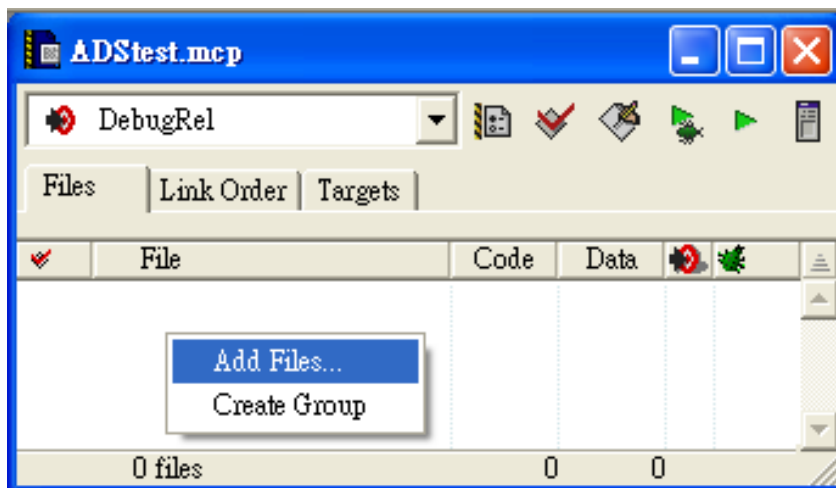 ADStest.mcp
DebugRel
Files Link Order Targets
File Code Data
Add Files...
Create Group
0 files 0 0